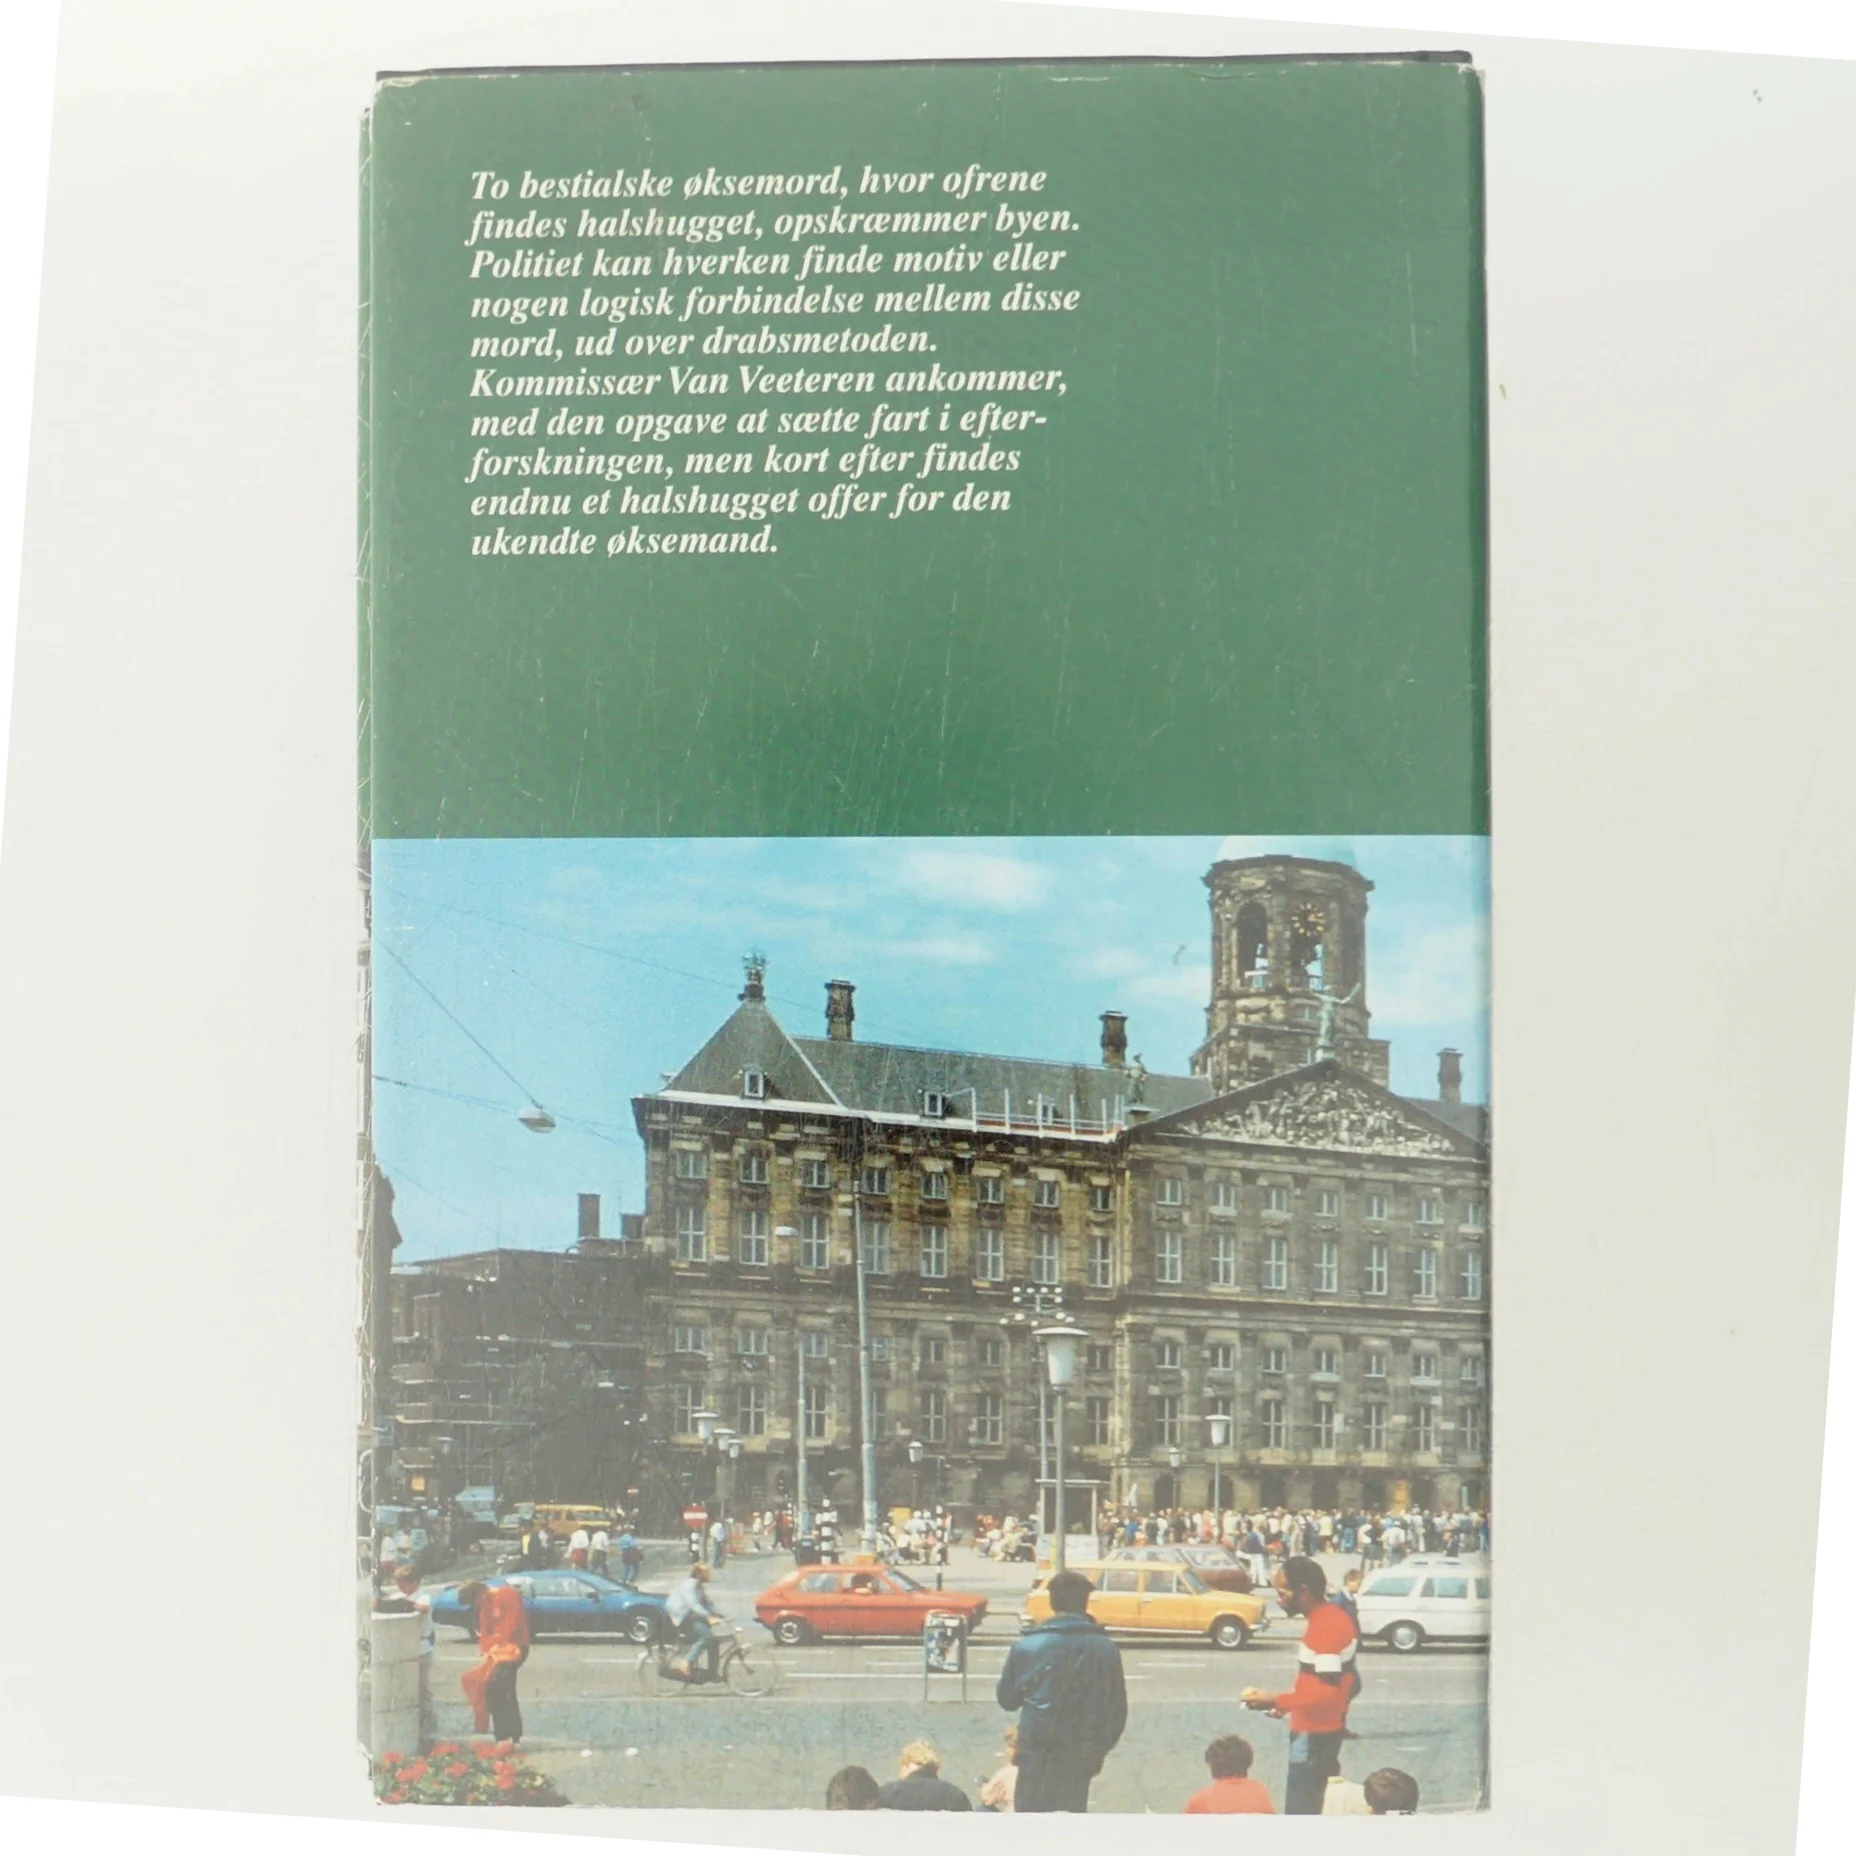 To bestialske øksemord, hvor ofrene
findes halshugget, opskræmmer byen.
Politiet kan hverken finde motiv eller
nogen logisk forbindelse mellem disse
mord, ud over drabsmetoden.
Kommissær Van Veeteren ankommer,
med den opgave at sætte fart i efter-
forskningen, men kort efter findes
endnu et halshugget offer for den
ukendte øksemand.